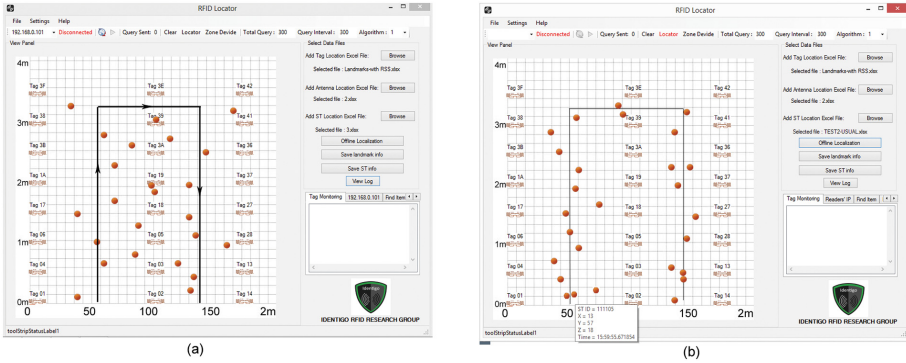 RFID Locator
File Settings Help
192.168.0.101 Disconnected Query Sent: 0 Clear Locator Zone Devide Total Query : 300 Query Interval : 300 Algorithm : 1
View Panel
Select Data Files
Add Tag Location Excel File: Browse
Selected file : Landmarks-with RSS.xlsx
Add Antenna Location Excel File: Browse
Selected file : 2.xlsx
Add ST Location Excel File: Browse
Selected file : 3.xlsx
Offline Localization
Save landmark info
Save ST info
View Log
Tag Monitoring 192.168.0.101 Find Item
4m
Tag 3F Tag 3E Tag 42
3m Tag 38 Tag 39 Tag 41
Tag 3B Tag 3A Tag 36
2m Tag 1A Tag 19 Tag 37
Tag 17 Tag 18 Tag 27
1m Tag 06 Tag 05 Tag 28
Tag 04 Tag 03 Tag 13
0m Tag 01 Tag 02 Tag 14
0 50 100 150 2m
IDENTIGO
IDENTIGO RFID RESEARCH GROUP
toolStripStatusLabel1
(a)
RFID Locator
File Settings Help
Disconnected Query Sent: 0 Clear Locator Zone Devide Total Query : 300 Query Interval : 300 Algorithm : 1
View Panel
Select Data Files
Add Tag Location Excel File: Browse
Selected file : Landmarks-with RSS.xlsx
Add Antenna Location Excel File: Browse
Selected file : 2.xlsx
Add ST Location Excel File: Browse
Selected file : TEST2-USUAL.xlsx
Offline Localization
Save landmark info
Save ST info
View Log
Tag Monitoring Readers' IP Find Item
4m
Tag 3F Tag 3E Tag 42
3m Tag 38 Tag 39 Tag 41
Tag 3B Tag 3A Tag 36
2m Tag 1A Tag 19 Tag 37
Tag 17 Tag 18 Tag 27
1m Tag 06 Tag 05 Tag 28
Tag 04 Tag 03 Tag 13
0m Tag 01 Tag 02 Tag 14
0 50 150 2m
ST ID = 111103
X = 13
Y = 57
Z = 18
Time = 15:59:55.671054
IDENTIGO
IDENTIGO RFID RESEARCH GROUP
(b)